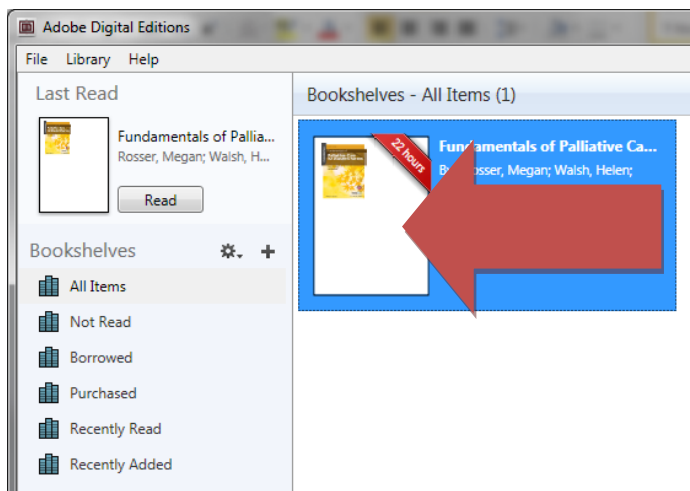 Adobe Digital Editions
File Library Help
Last Read
Fundamentals of Pallia...
Rosser, Megan; Walsh, H...
Read
Bookshelves
All Items
Not Read
Borrowed
Purchased
Recently Read
Recently Added
Bookshelves - All Items (1)
22 hours
Fundamentals of Palliative Ca...
Rosser, Megan; Walsh, Helen;